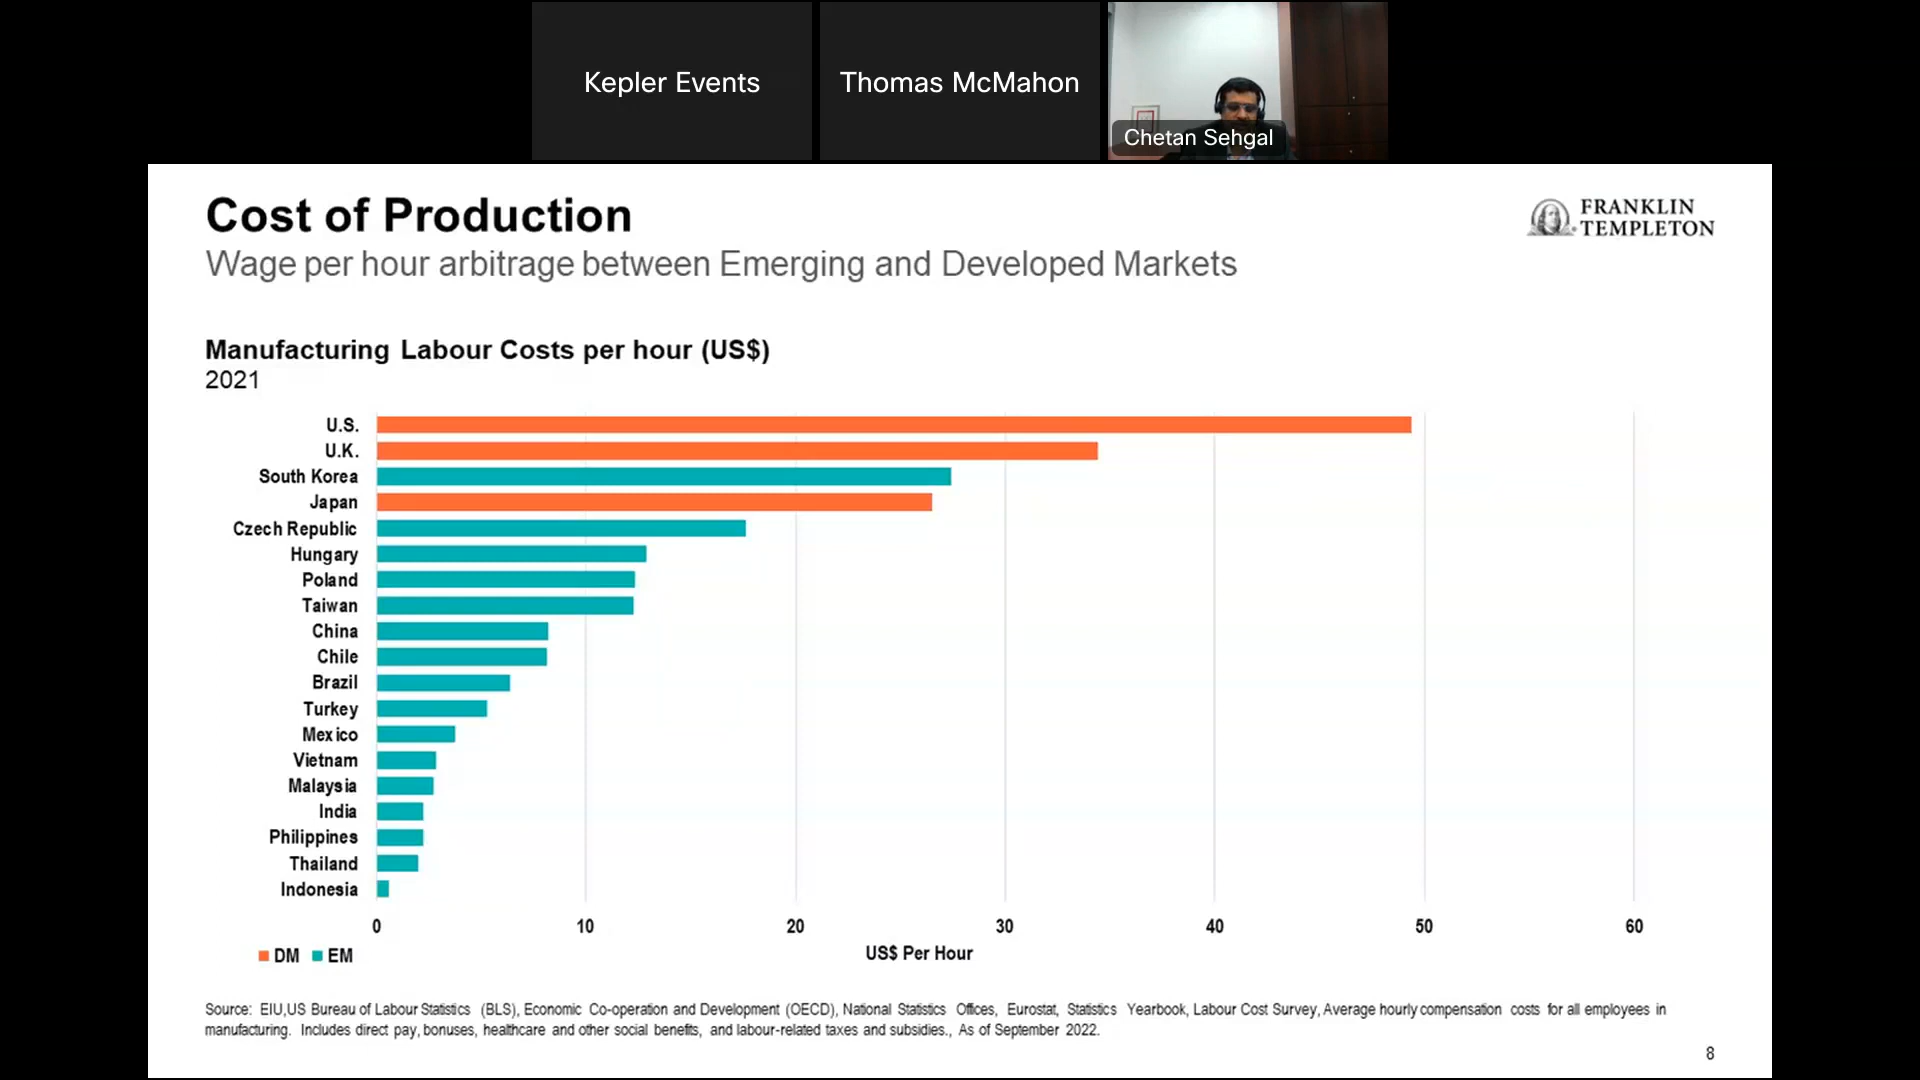 Kepler Events
Thomas McMahon
Chetan Sehgal
Cost of Production
Wage per hour arbitrage between Emerging and Developed Markets
FRANKLIN
TEMPLETON
Manufacturing Labour Costs per hour (US$)
2021
U.S.
U.K.
South Korea
Japan
Czech Republic
Hungary
Poland
Taiwan
China
Chile
Brazil
Turkey
Mexico
Vietnam
Malaysia
India
Philippines
Thailand
Indonesia
0 10 20 30 40 50 60
US$ Per Hour
DM EM
Source: EIU,US Bureau of Labour Statistics (BLS), Economic Co-operation and Development (OECD), National Statistics Offices, Eurostat, Statistics Yearbook, Labour Cost Survey, Average hourly compensation costs for all employees in
manufacturing. Includes direct pay, bonuses, healthcare and other social benefits, and labour-related taxes and subsidies., As of September 2022.
8